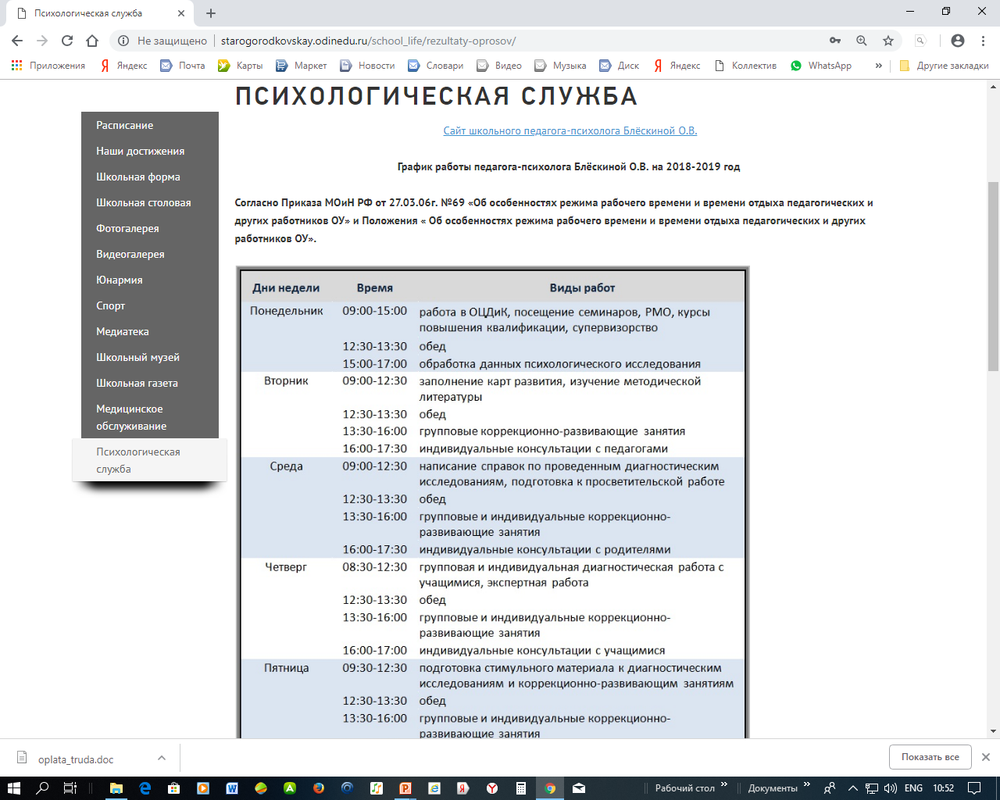 Психологическая служба
Не защищено starogorodkovskay.odinedu.ru/school_life/rezultaty-oprosov/
Приложения Яндекс Почта Карты Маркет Новости Словари Видео Музыка Диск Яндекс Коллектив WhatsApp » Другие закладки
ПСИХОЛОГИЧЕСКАЯ СЛУЖБА
Расписание
Наши достижения
Школьная форма
Школьная столовая
Фотогалерея
Видеогалерея
Юнармия
Спорт
Медиатека
Школьный музей
Школьная газета
Медицинское
обслуживание
Психологическая
служба
Сайт школьного педагога-психолога Блёскиной О.В.
График работы педагога-психолога Блёскиной О.В. на 2018-2019 год
Согласно Приказа МОиН РФ от 27.03.06г. №69 «Об особенностях режима рабочего времени и времени отдыха педагогических и
других работников ОУ» и Положения « Об особенностях режима рабочего времени и времени отдыха педагогических и других
работников ОУ».
Дни недели Время Виды работ
Понедельник 09:00-15:00 работа в ОЦДиК, посещение семинаров, РМО, курсы
повышения квалификации, супервизорство
12:30-13:30 обед
15:00-17:00 обработка данных психологического исследования
Вторник 09:00-12:30 заполнение карт развития, изучение методической
литературы
12:30-13:30 обед
13:30-16:00 групповые коррекционно-развивающие занятия
16:00-17:30 индивидуальные консультации с педагогами
Среда 09:00-12:30 написание справок по проведенным диагностическим
исследованиям, подготовка к просветительской работе
12:30-13:30 обед
13:30-16:00 групповые и индивидуальные коррекционно-
развивающие занятия
16:00-17:30 индивидуальные консультации с родителями
Четверг 08:30-12:30 групповая и индивидуальная диагностическая работа с
учащимися, экспертная работа
12:30-13:30 обед
13:30-16:00 групповые и индивидуальные коррекционно-
развивающие занятия
16:00-17:00 индивидуальные консультации с учащимися
Пятница 09:30-12:30 подготовка стимульного материала к диагностическим
исследованиям и коррекционно-развивающим занятиям
12:30-13:30 обед
13:30-16:00 групповые и индивидуальные коррекционно-
развивающие занятия
oplata_truda.doc Показать все
Рабочий стол » Документы » ENG 10:52